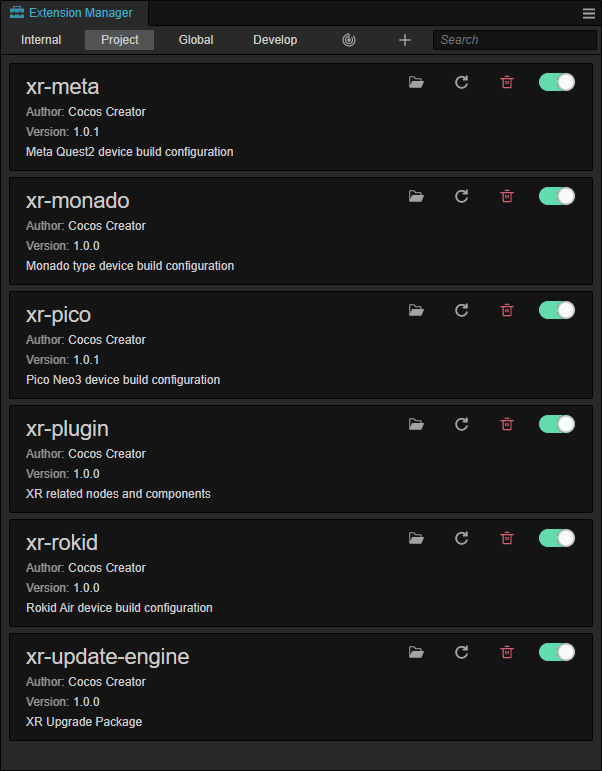 Extension Manager
Internal Project Global Develop Search
xr-meta
Author: Cocos Creator
Version: 1.0.1
Meta Quest2 device build configuration
xr-monado
Author: Cocos Creator
Version: 1.0.0
Monado type device build configuration
xr-pico
Author: Cocos Creator
Version: 1.0.1
Pico Neo3 device build configuration
xr-plugin
Author: Cocos Creator
Version: 1.0.0
XR related nodes and components
xr-rokid
Author: Cocos Creator
Version: 1.0.0
Rokid Air device build configuration
xr-update-engine
Author: Cocos Creator
Version: 1.0.0
XR Upgrade Package